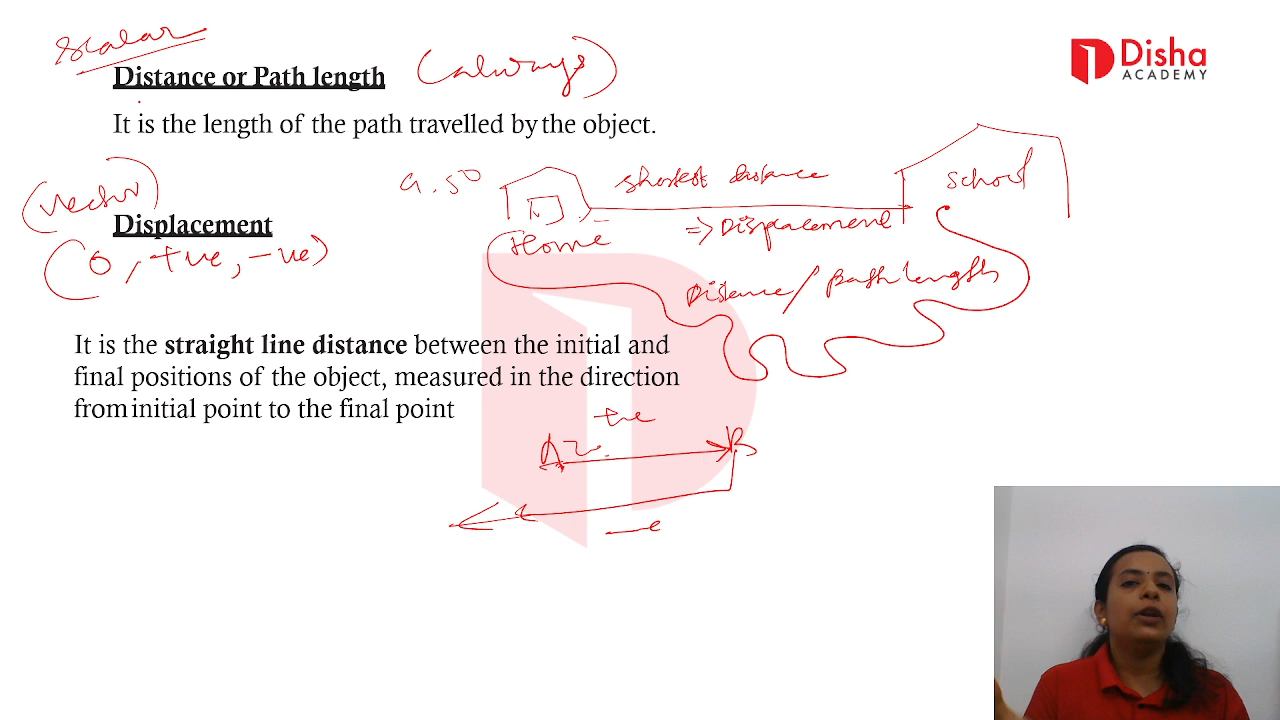 Scalar
Distance or Path length (always)
Disha
ACADEMY
It is the length of the path travelled by the object.
(Vector)
Displacement
(0, +ve, -ve)
9.50
Shortest distance
School
Home
=> Displacement
Distance / Path length
It is the straight line distance between the initial and
final positions of the object, measured in the direction
from initial point to the final point
+ve
A B
-ve